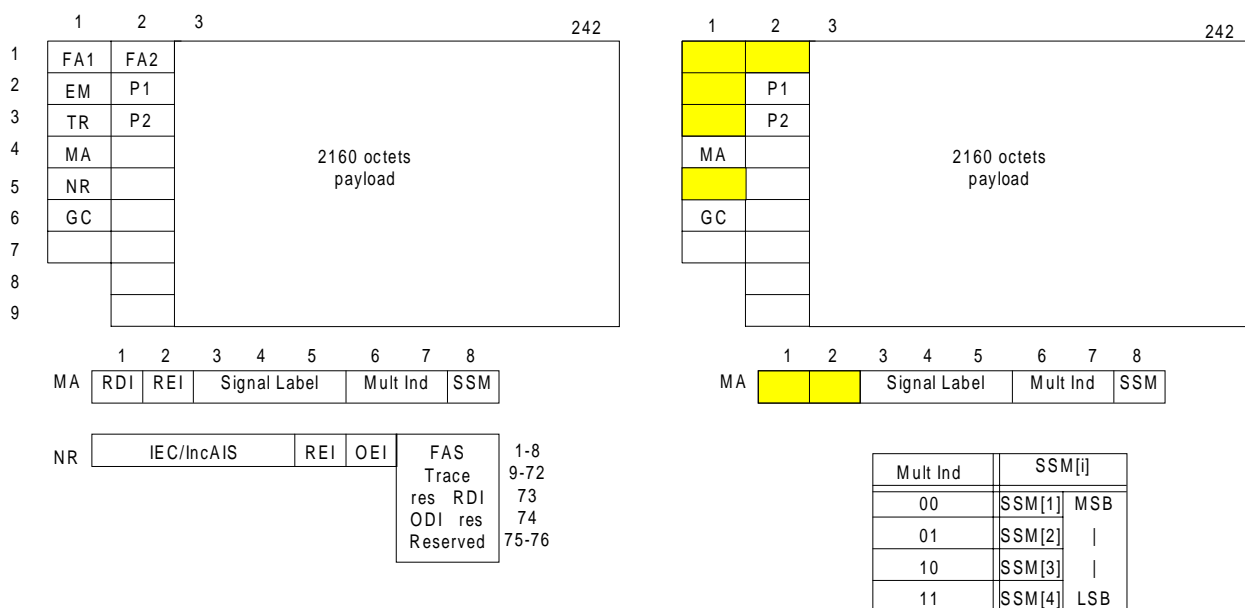 1 2 3 242
1 FA1 FA2
2 EM P1
3 TR P2
4 MA
5 NR
6 GC
7
8
9
2160 octets
payload
1 2 3 4 5 6 7 8
MA RDI REI Signal Label Mult Ind SSM
NR IEC/IncAIS REI OEI FAS 1-8
Trace 9-72
res RDI 73
ODI res 74
Reserved 75-76
1 2 3 242
P1
P2
MA
GC
2160 octets
payload
1 2 3 4 5 6 7 8
MA Signal Label Mult Ind SSM
Mult Ind SSM[i]
00 SSM[1] MSB
01 SSM[2] |
10 SSM[3] |
11 SSM[4] LSB